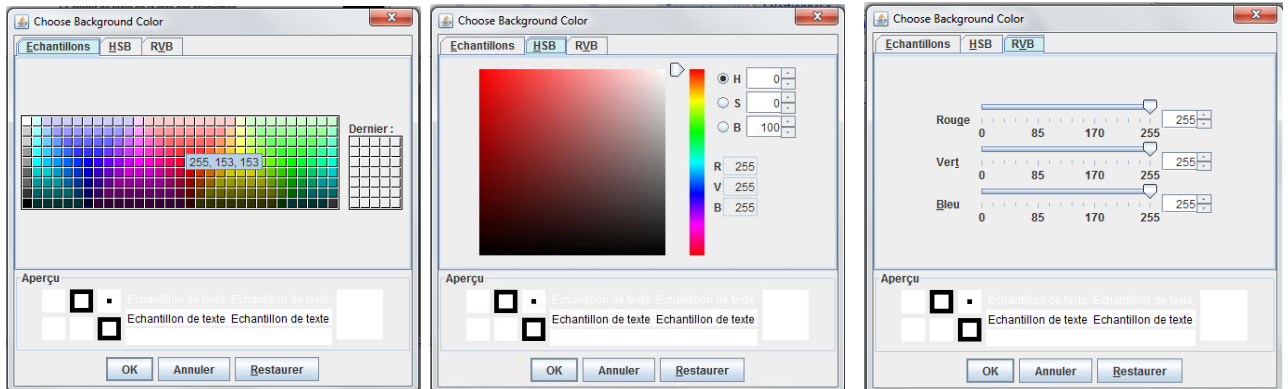 Choose Background Color
Echantillons HSB RVB
Dernier :
255, 153, 153
Aperçu
Echantillon de texte Echantillon de texte
Echantillon de texte Echantillon de texte
OK Annuler Restaurer
Choose Background Color
Echantillons HSB RVB
H 0
S 0
B 100
R 255
V 255
B 255
Aperçu
Echantillon de texte Echantillon de texte
Echantillon de texte Echantillon de texte
OK Annuler Restaurer
Choose Background Color
Echantillons HSB RVB
Rouge 255
0 85 170 255
Vert 255
0 85 170 255
Bleu 255
0 85 170 255
Aperçu
Echantillon de texte Echantillon de texte
Echantillon de texte Echantillon de texte
OK Annuler Restaurer